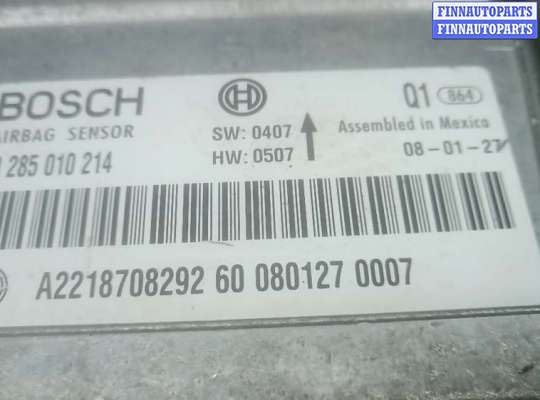 FINNAUTOPARTS
FINNAUTOPARTS
BOSCH
AIRBAG SENSOR
285 010 214
SW: 0407
HW: 0507
Q1 864
Assembled in Mexico
08-01-27
A2218708292 60 080127 0007